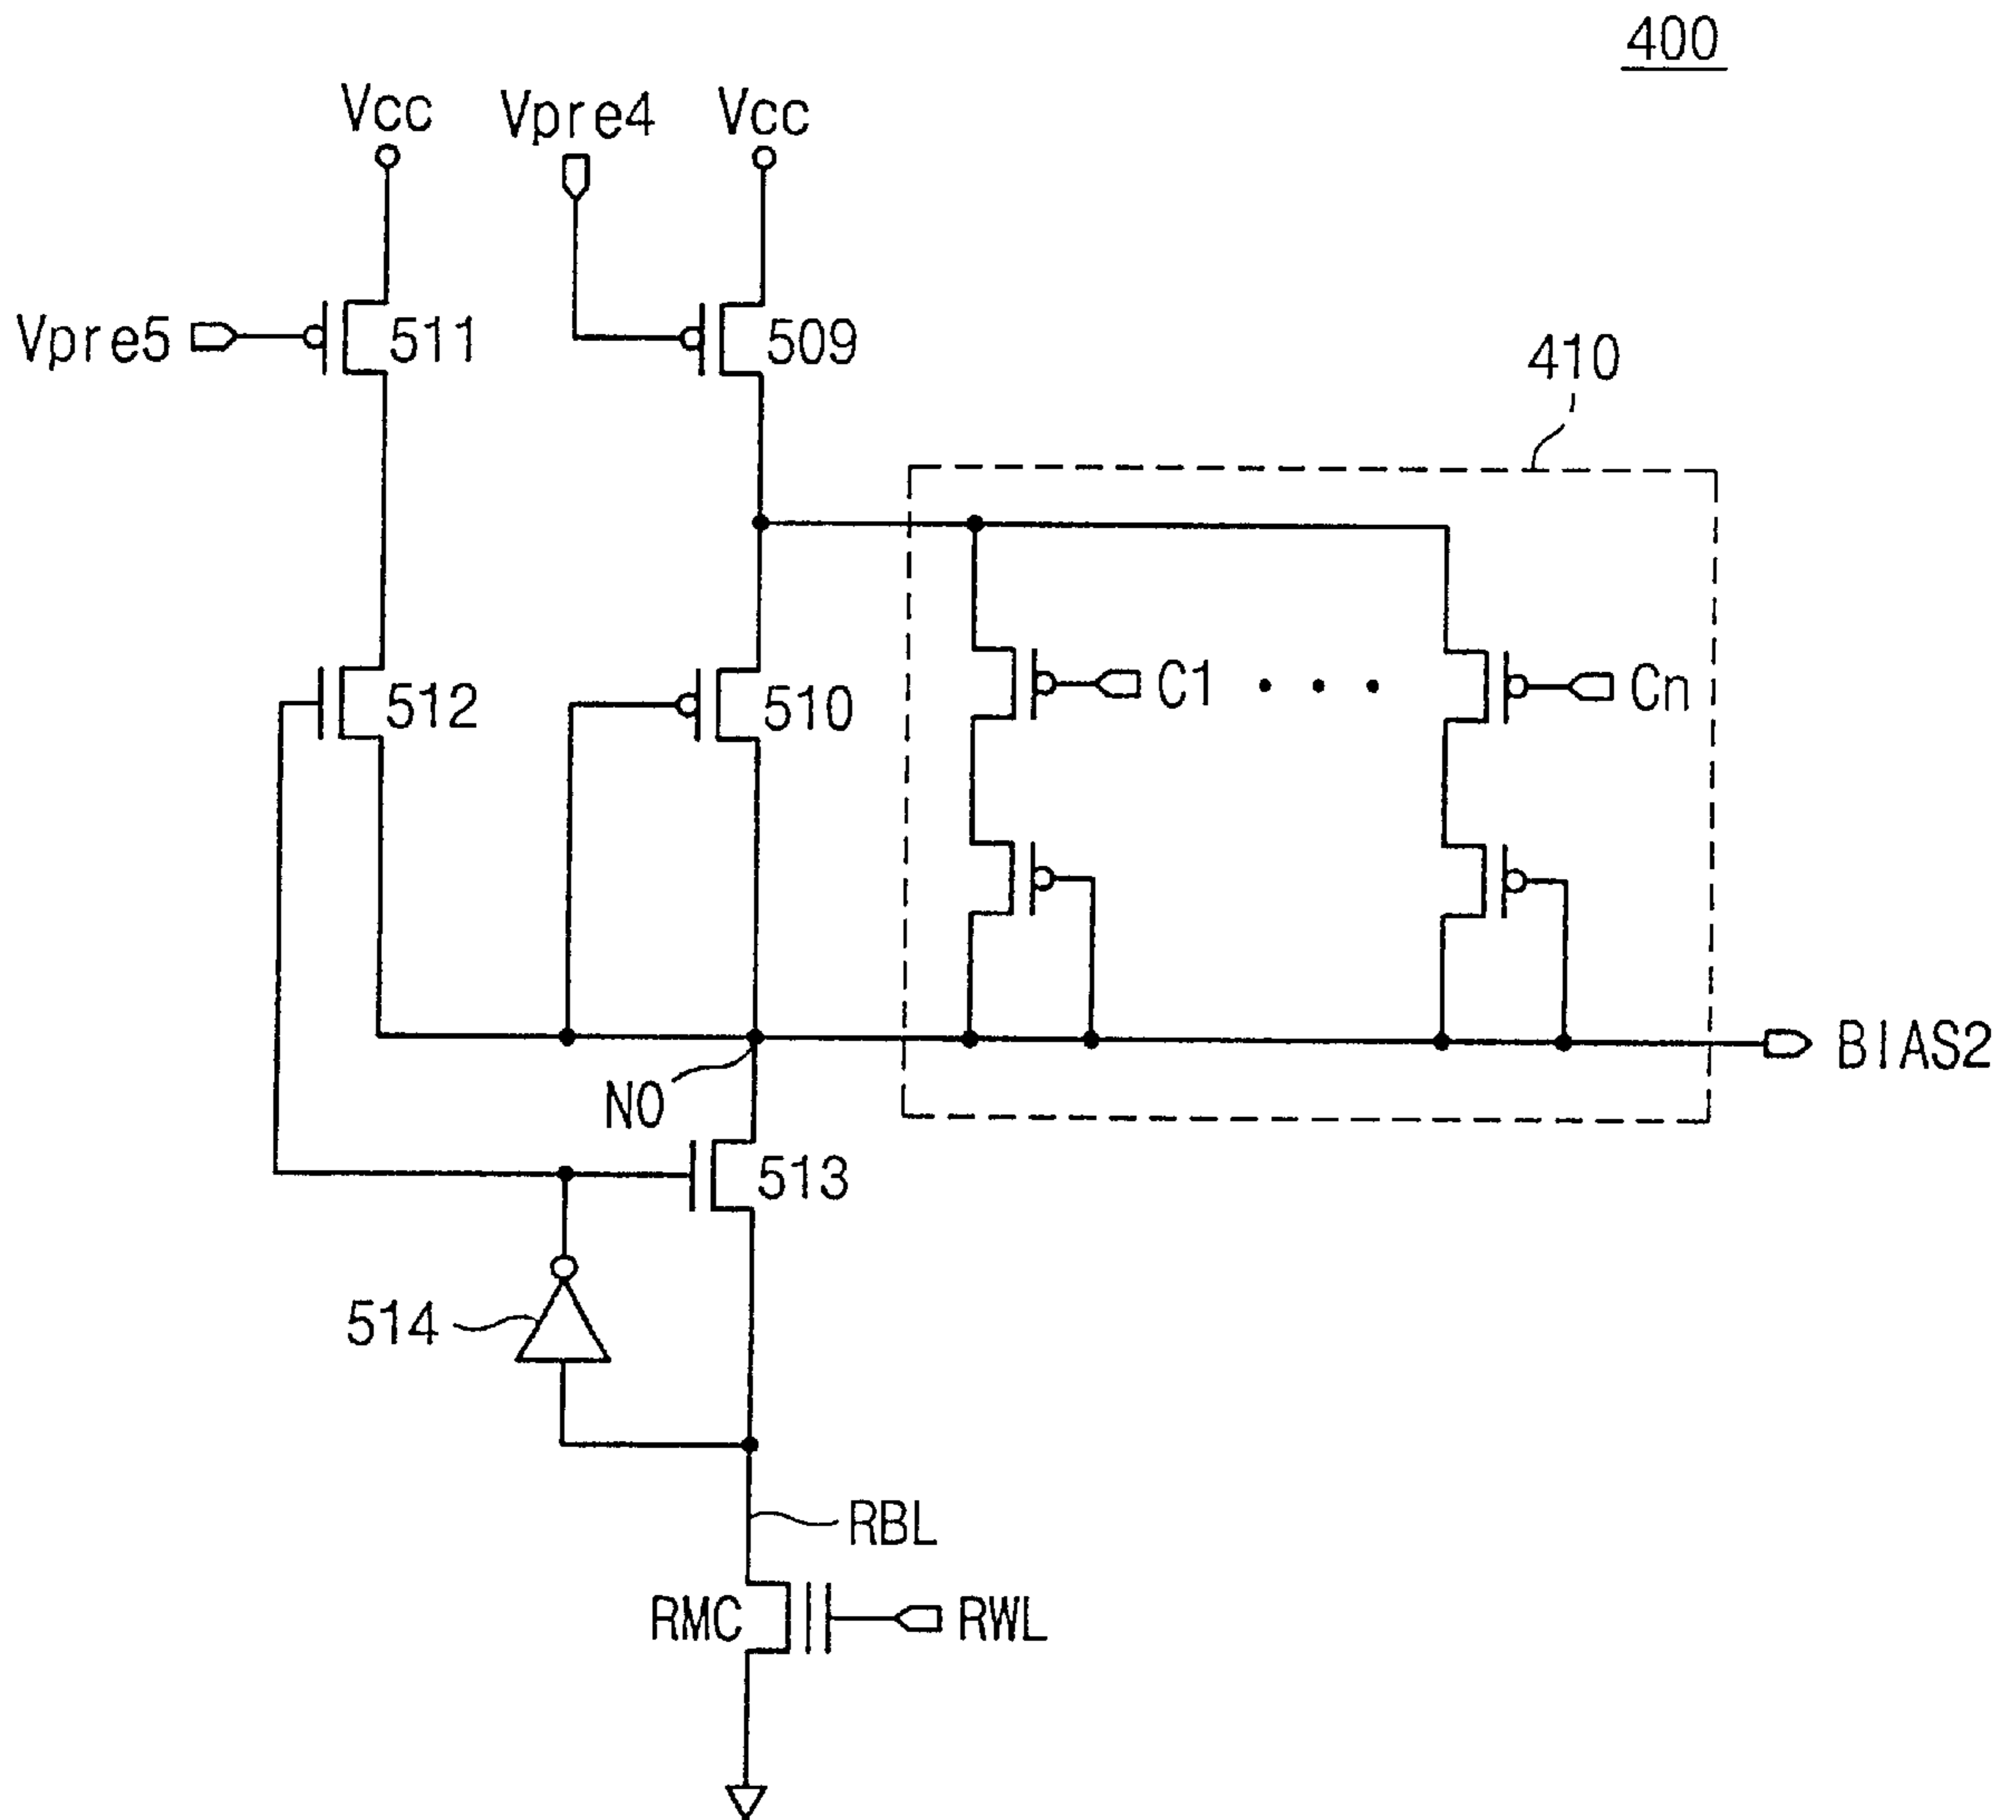 400
Vcc
Vpre4
Vcc
Vpre5
511
509
410
512
510
C1
Cn
N0
BIAS2
513
514
RBL
RMC
RWL